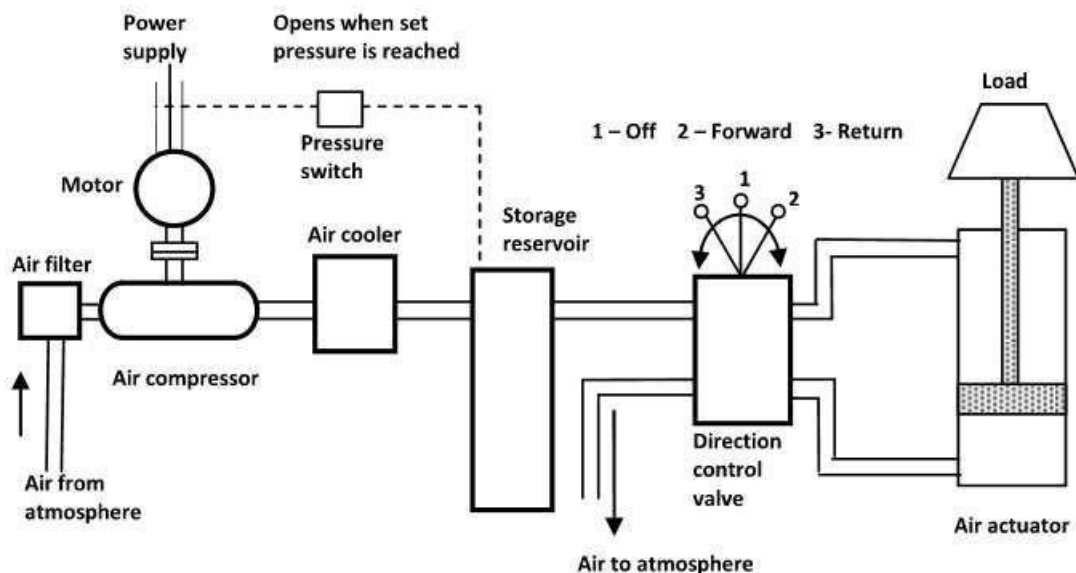 Power
supply
Opens when set
pressure is reached
Load
1 – Off 2 – Forward 3- Return
Pressure
switch
Motor
3
1
2
Storage
reservoir
Air cooler
Air filter
Air compressor
Direction
control
valve
Air from
atmosphere
Air actuator
Air to atmosphere